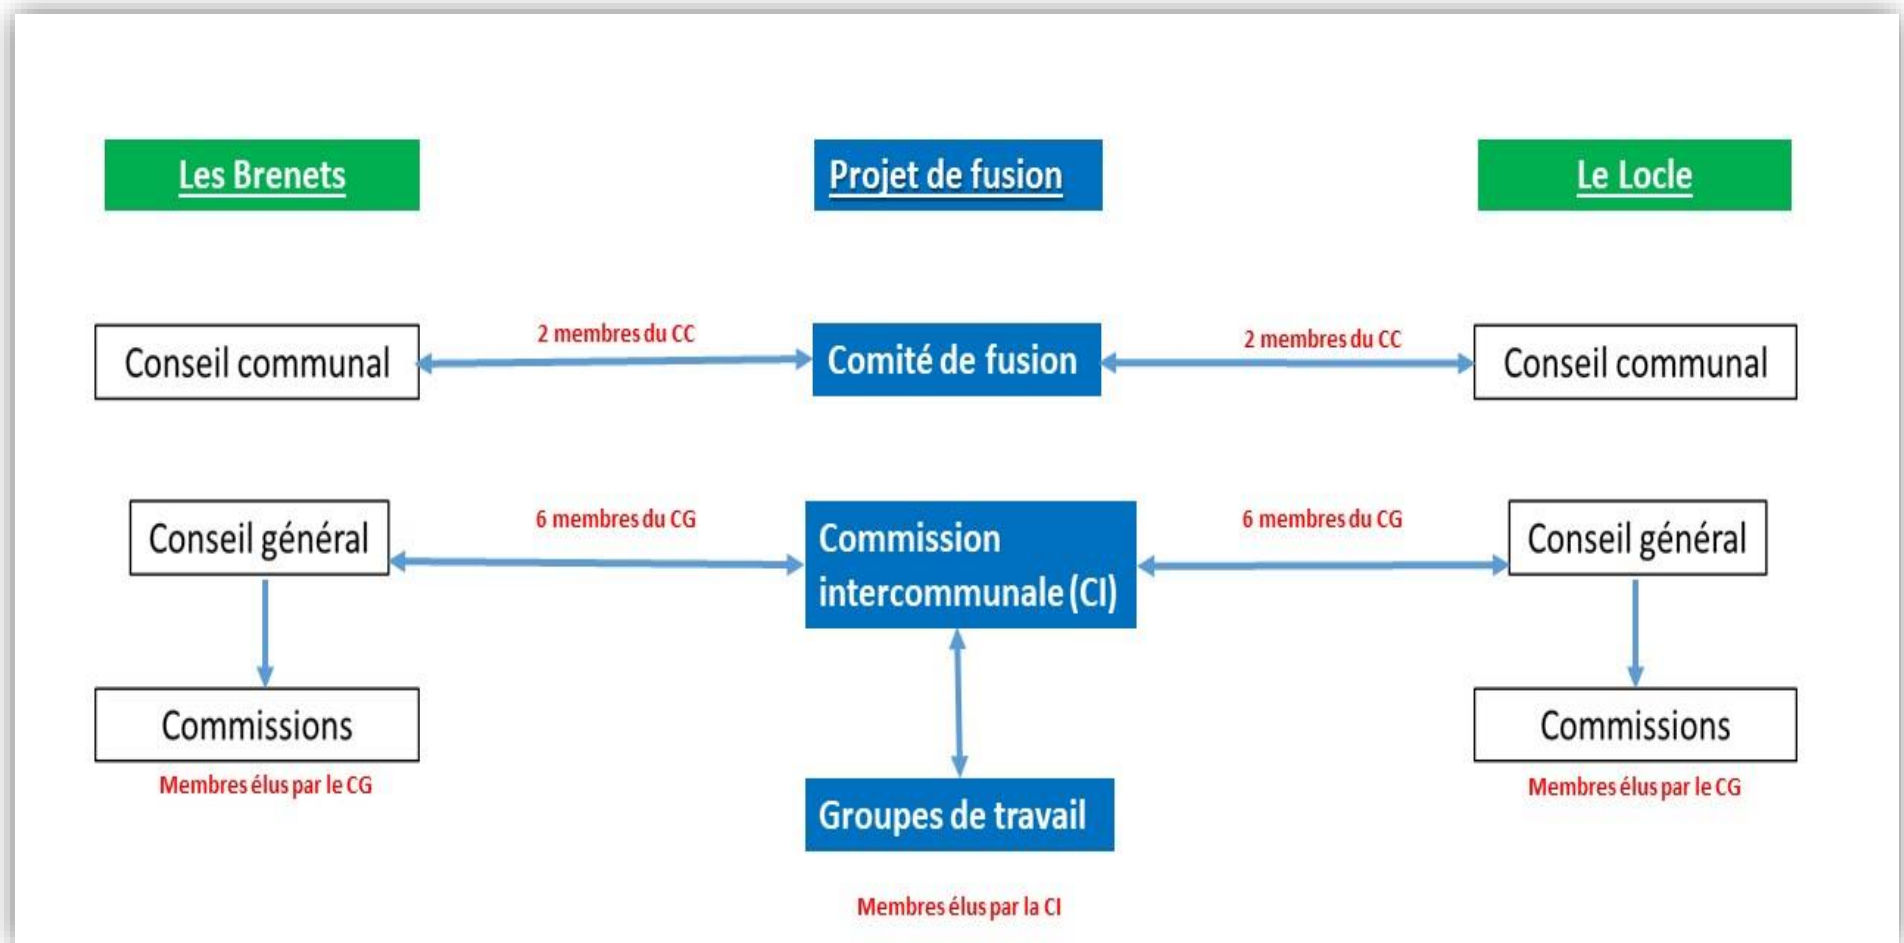 Les Brenets
Projet de fusion
Le Locle
2 membres du CC
2 membres du CC
Conseil communal
Comité de fusion
Conseil communal
6 membres du CG
6 membres du CG
Conseil général
Commission
intercommunale (CI)
Conseil général
Commissions
Commissions
Membres élus par le CG
Membres élus par le CG
Groupes de travail
Membres élus par la CI